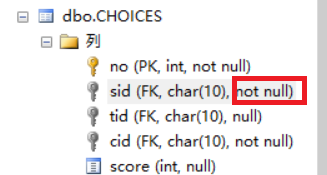 dbo.CHOICES
列
no (PK, int, not null)
sid (FK, char(10), not null)
tid (FK, char(10), null)
cid (FK, char(10), not null)
score (int, null)